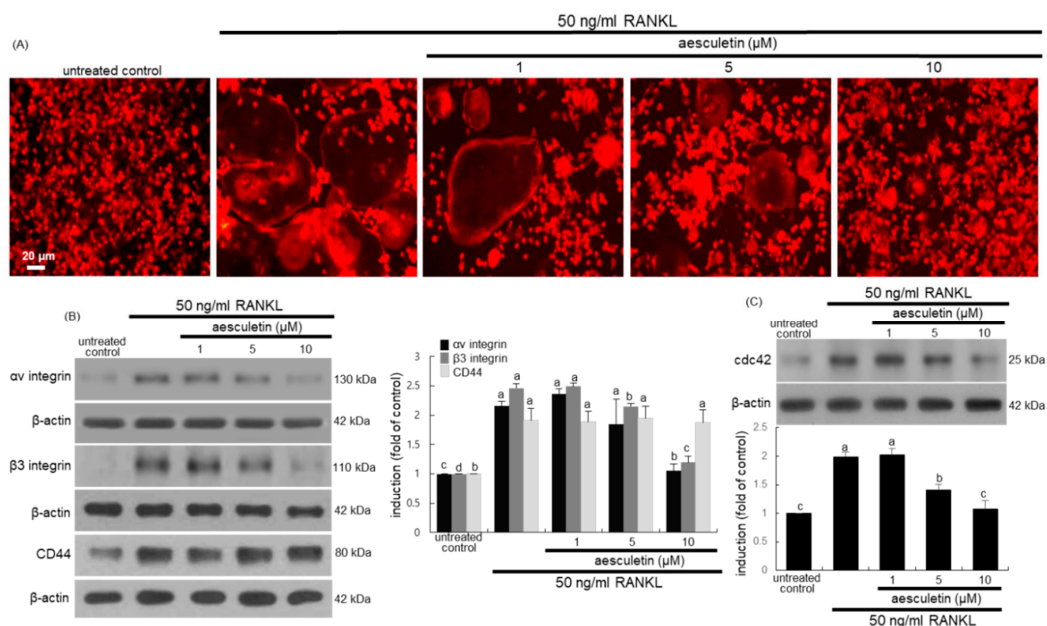 50 ng/ml RANKL
(A)
aesculetin (µM)
untreated control
1
5
10
20 µm
(B)
50 ng/ml RANKL
aesculetin (µM)
untreated
control
1
5
10
αv integrin
130 kDa
β-actin
42 kDa
β3 integrin
110 kDa
β-actin
42 kDa
CD44
80 kDa
β-actin
42 kDa
αv integrin
β3 integrin
CD44
induction (fold of control)
3
2.5
2
1.5
1
0.5
0
c d b
a a a
a a a
a b a
b c a
untreated
control
1
5
10
aesculetin (µM)
50 ng/ml RANKL
(C)
50 ng/ml RANKL
aesculetin (µM)
untreated
control
1
5
10
cdc42
25 kDa
β-actin
42 kDa
induction (fold of control)
2.5
2
1.5
1
0.5
0
c
a
a
b
c
untreated
control
1
5
10
aesculetin (µM)
50 ng/ml RANKL